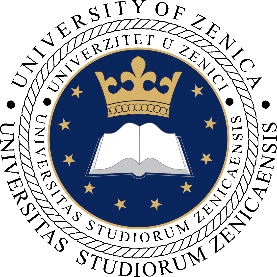 UNIVERSITY OF ZENICA
UNIVERSITAS STUDIORUM ZENICAENSIS
UNIVERZITET U ZENICI
UNIVERSITAS STUDIORUM ZENICAENSIS